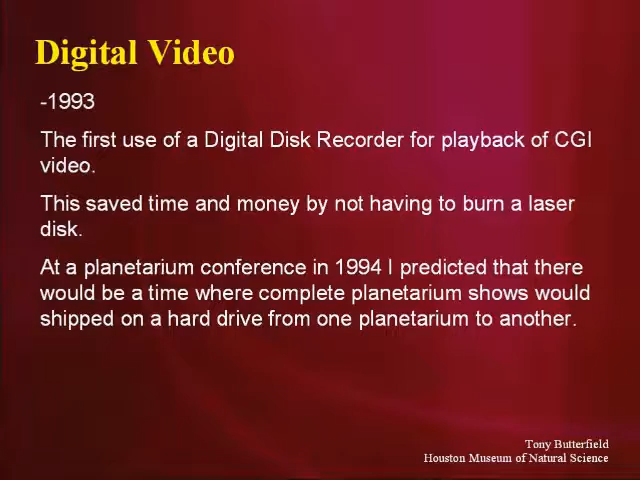 Digital Video
-1993
The first use of a Digital Disk Recorder for playback of CGI
video.
This saved time and money by not having to burn a laser
disk.
At a planetarium conference in 1994 I predicted that there
would be a time where complete planetarium shows would
shipped on a hard drive from one planetarium to another.
Tony Butterfield
Houston Museum of Natural Science